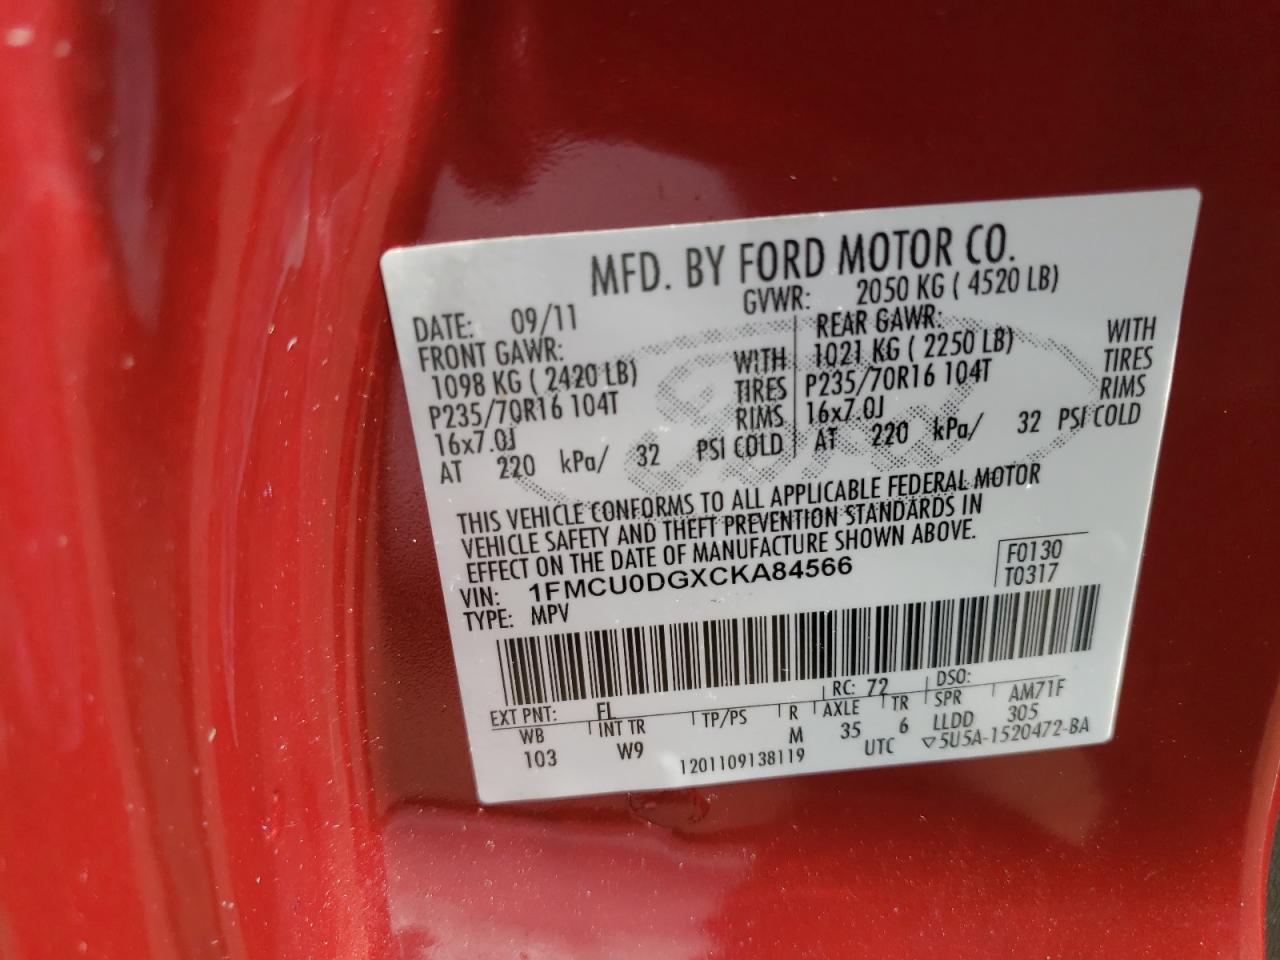 MFD. BY FORD MOTOR CO.
DATE: 09/11 GVWR: 2050 KG ( 4520 LB)
FRONT GAWR: REAR GAWR:
1098 KG ( 2420 LB) WITH 1021 KG ( 2250 LB) WITH
P235/70R16 104T TIRES P235/70R16 104T TIRES
16x7.0J RIMS 16x7.0J RIMS
AT 220 kPa/ 32 PSI COLD AT 220 kPa/ 32 PSI COLD
THIS VEHICLE CONFORMS TO ALL APPLICABLE FEDERAL MOTOR
VEHICLE SAFETY AND THEFT PREVENTION STANDARDS IN
EFFECT ON THE DATE OF MANUFACTURE SHOWN ABOVE.
VIN: 1FMCU0DGXCKA84566 F0130
TYPE: MPV T0317
EXT PNT: FL RC: 72 DSO:
WB INT TR TP/PS R AXLE TR SPR AM71F
103 W9 M 35 6 LLDD 305
1201109138119 UTC ▽5U5A-1520472-BA
Ford